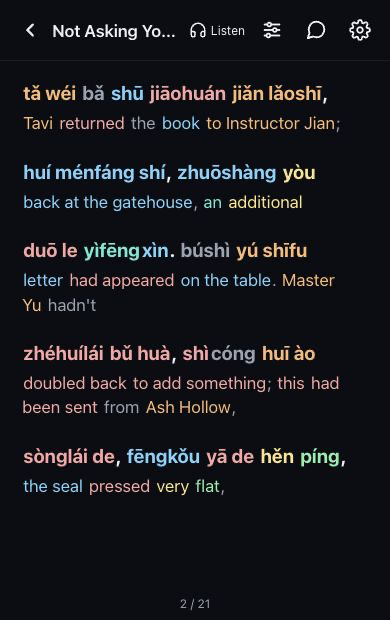 Not Asking Yo...
Listen
tǎ wéi bǎ shū jiāohuán jiǎn lǎoshī,
Tavi returned the book to Instructor Jian;
huí ménfáng shí, zhuōshàng yòu
back at the gatehouse, an additional
duō le yìfēng xìn. búshì yú shīfu
letter had appeared on the table. Master
Yu hadn't
zhéhuílái bǔ huà, shì cóng huī ào
doubled back to add something; this had
been sent from Ash Hollow,
sònglái de, fēngkǒu yā de hěn píng,
the seal pressed very flat,
2 / 21